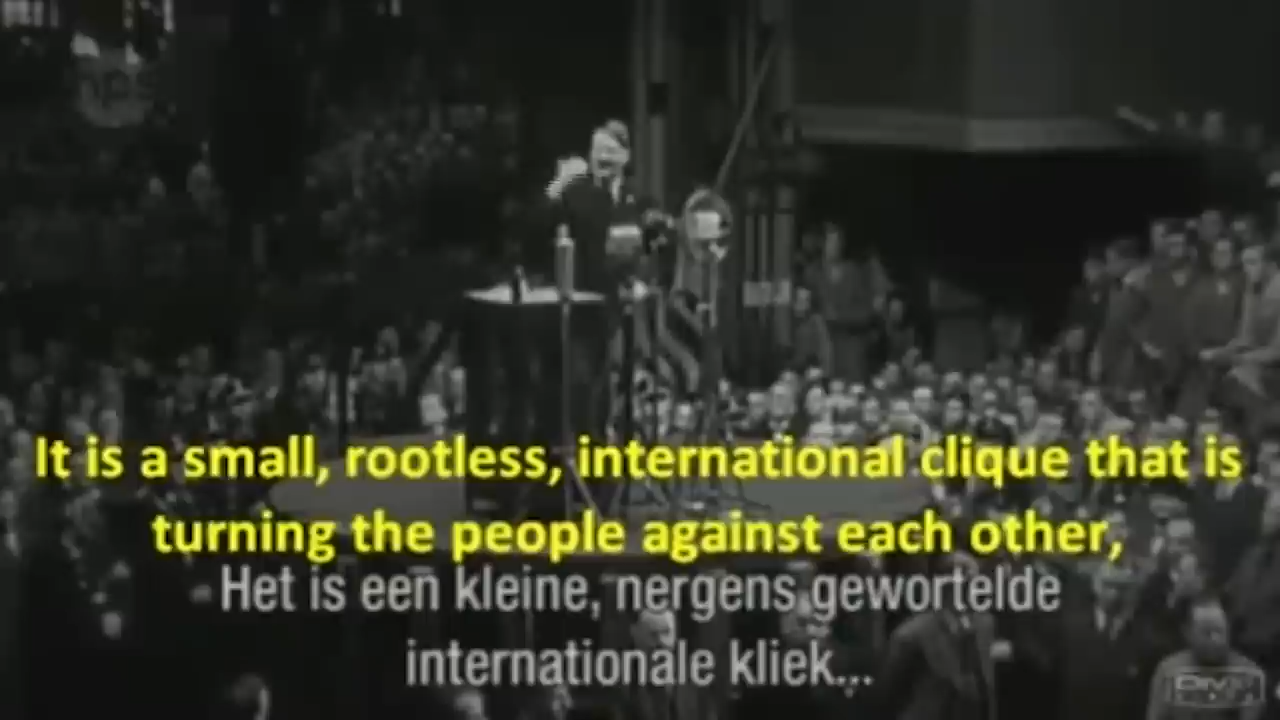 It is a small, rootless, international clique that is
turning the people against each other,
Het is een kleine, nergens gewortelde
internationale kliek...
DivX